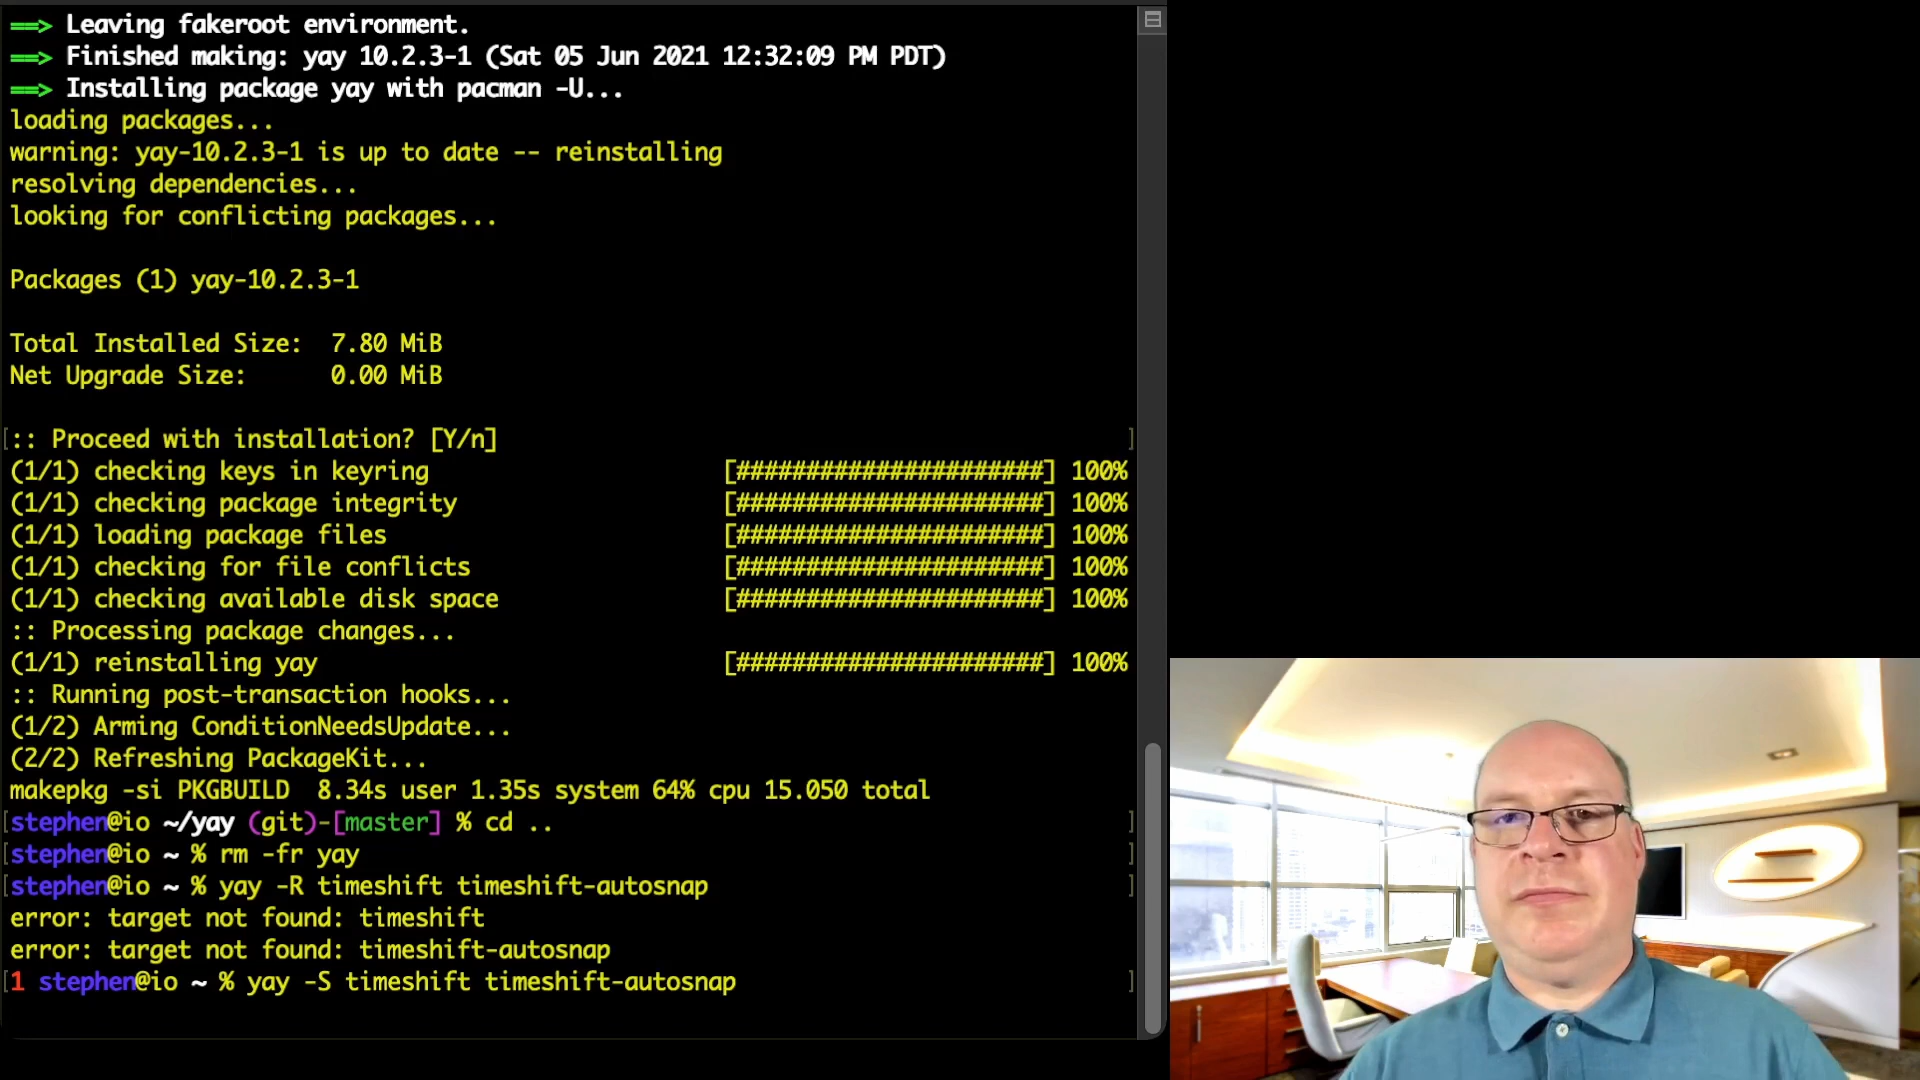 ==> Leaving fakeroot environment.
==> Finished making: yay 10.2.3-1 (Sat 05 Jun 2021 12:32:09 PM PDT)
==> Installing package yay with pacman -U...
loading packages...
warning: yay-10.2.3-1 is up to date -- reinstalling
resolving dependencies...
looking for conflicting packages...
Packages (1) yay-10.2.3-1
Total Installed Size:  7.80 MiB
Net Upgrade Size:      0.00 MiB
[:: Proceed with installation? [Y/n] ]
(1/1) checking keys in keyring [######################] 100%
(1/1) checking package integrity [######################] 100%
(1/1) loading package files [######################] 100%
(1/1) checking for file conflicts [######################] 100%
(1/1) checking available disk space [######################] 100%
:: Processing package changes...
(1/1) reinstalling yay [######################] 100%
:: Running post-transaction hooks...
(1/2) Arming ConditionNeedsUpdate...
(2/2) Refreshing PackageKit...
makepkg -si PKGBUILD  8.34s user 1.35s system 64% cpu 15.050 total
[stephen@io ~/yay (git)-[master] % cd .. ]
[stephen@io ~ % rm -fr yay ]
[stephen@io ~ % yay -R timeshift timeshift-autosnap ]
error: target not found: timeshift
error: target not found: timeshift-autosnap
[1 stephen@io ~ % yay -S timeshift timeshift-autosnap ]